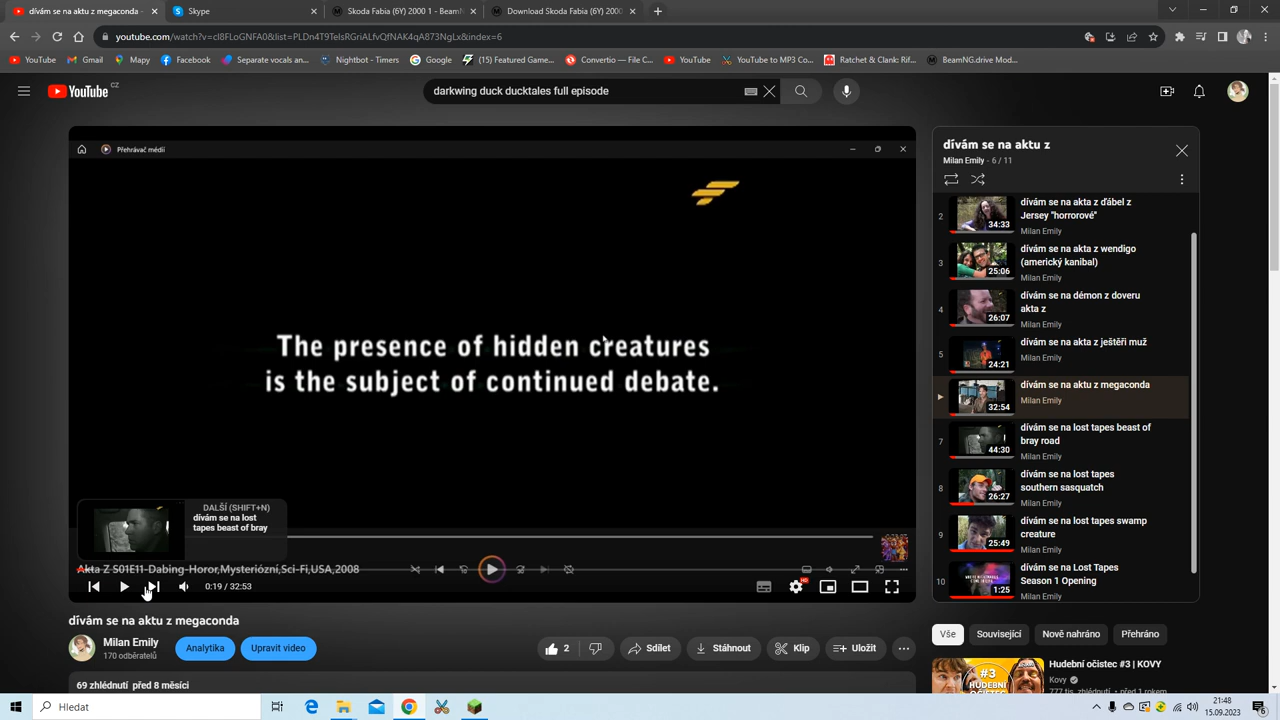 dívám se na aktu z megaconda -
Skype
Skoda Fabia (6Y) 2000 1 - Beam
Download Skoda Fabia (6Y) 2000
youtube.com/watch?v=cl8FLoGNFA0&list=PLDn4T9TelsRGriALfvQfNAK4qA873NgLx&index=6
YouTube
Gmail
Mapy
Facebook
Separate vocals an...
Nightbot - Timers
Google
(15) Featured Game...
Convertio — File C...
YouTube
YouTube to MP3 Co...
Ratchet & Clank: Rif...
BeamNG.drive Mod...
YouTube CZ
darkwing duck ducktales full episode
Přehrávač médií
The presence of hidden creatures
is the subject of continued debate.
DALŠÍ (SHIFT+N)
dívám se na lost
tapes beast of bray
Akta Z S01E11-Dabing-Horor,Mysteriózní,Sci-Fi,USA,2008
0:19 / 32:53
dívám se na aktu z megaconda
Milan Emily
170 odběratelů
Analytika
Upravit video
2
Sdílet
Stáhnout
Klip
Uložit
69 zhlédnutí před 8 měsíci
dívám se na aktu z
Milan Emily - 6 / 11
2
34:33
dívám se na akta z ďábel z
Jersey "horrorové"
Milan Emily
3
25:06
dívám se na akta z wendigo
(americký kanibal)
Milan Emily
4
26:07
dívám se na démon z doveru
akta z
Milan Emily
5
24:21
dívám se na akta z ještěři muž
Milan Emily
32:54
dívám se na aktu z megaconda
Milan Emily
7
44:30
dívám se na lost tapes beast of
bray road
Milan Emily
8
26:27
dívám se na lost tapes
southern sasquatch
Milan Emily
9
25:49
dívám se na lost tapes swamp
creature
Milan Emily
10
1:25
dívám se na Lost Tapes
Season 1 Opening
Milan Emily
Vše
Související
Nově nahráno
Přehráno
#3
HUDEBNÍ
OČISTEC
Hudební očistec #3 | KOVY
Kovy
777 tis. zhlédnutí • před 1 rokem
Hledat
21:48
15.09.2023
6